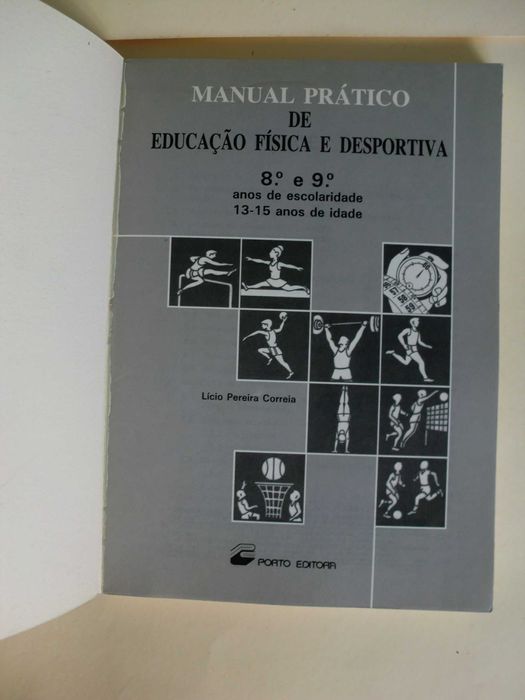 MANUAL PRÁTICO
DE
EDUCAÇÃO FÍSICA E DESPORTIVA
8.º e 9.º
anos de escolaridade
13-15 anos de idade
Lício Pereira Correia
PORTO EDITORA